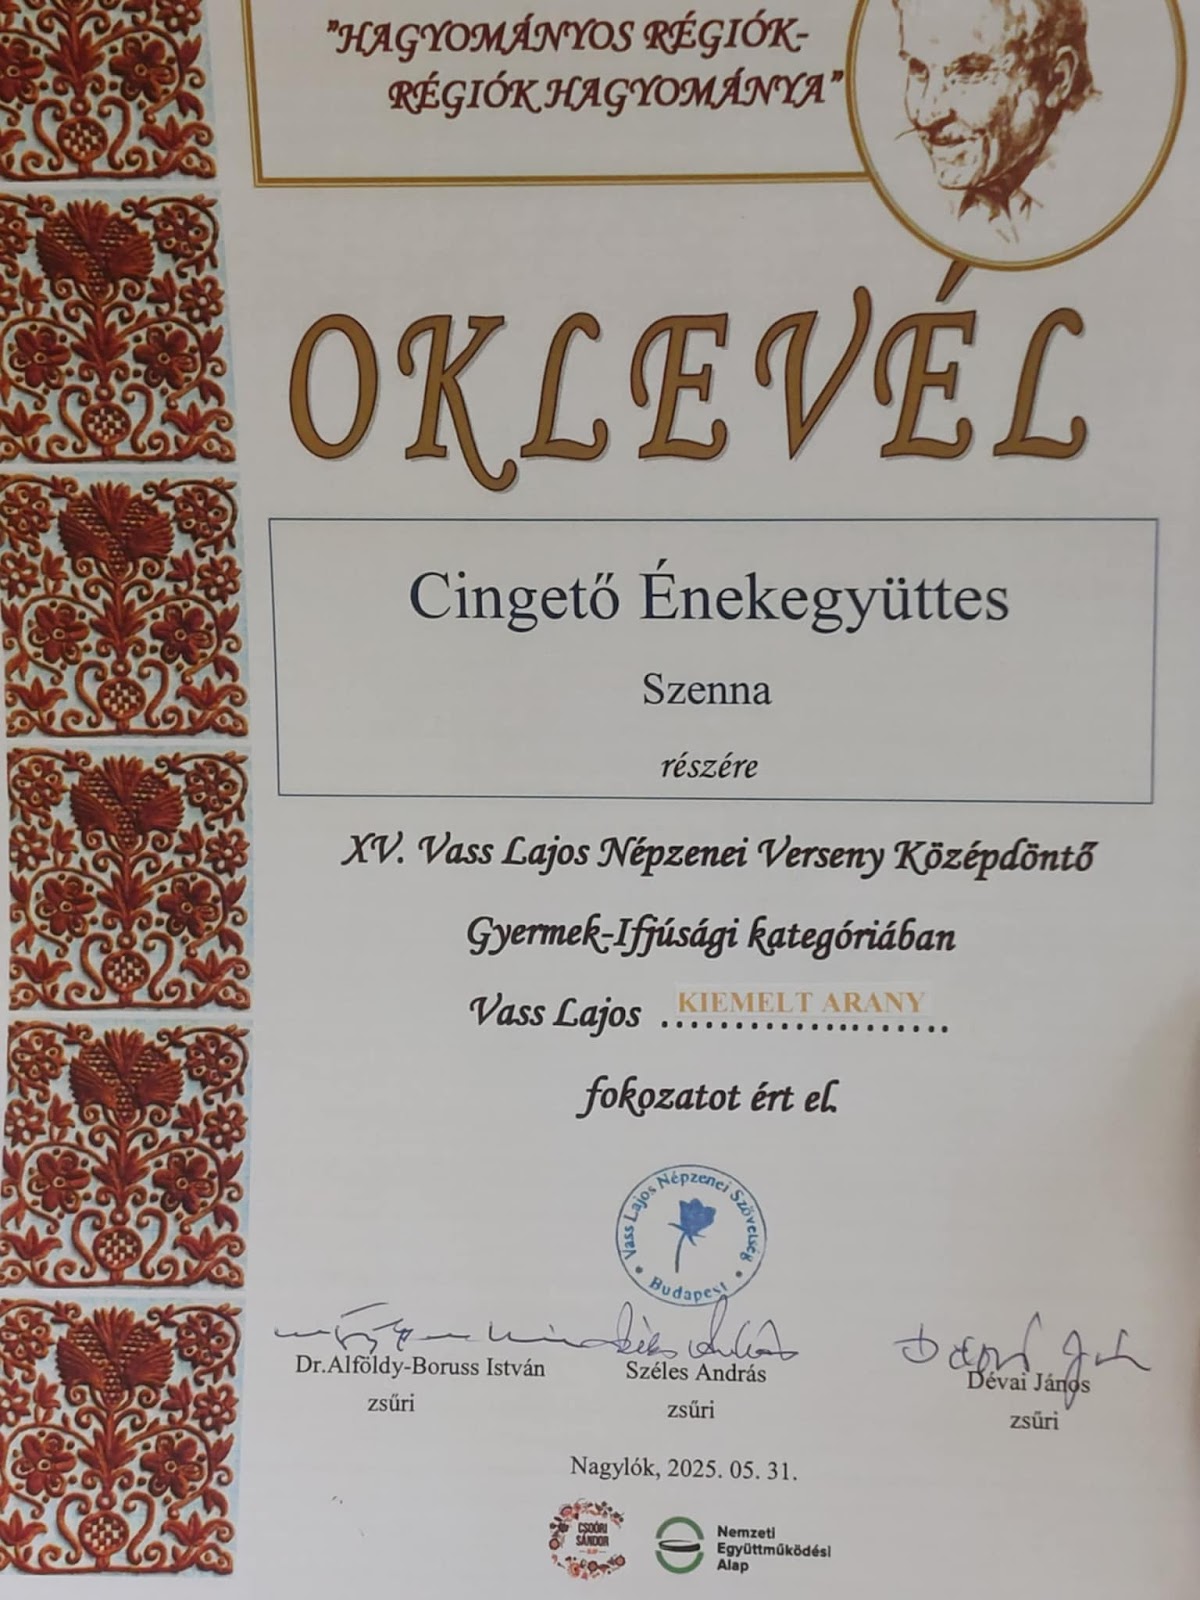 "HAGYOMÁNYOS RÉGIÓK-
RÉGIÓK HAGYOMÁNYA"
OKLEVÉL
Cingető Énekegyüttes
Szenna
részére
XV. Vass Lajos Népzenei Verseny Középdöntő
Gyermek-Ifjúsági kategóriában
Vass Lajos KIEMELT ARANY
fokozatot ért el.
Vass Lajos Népzenei Szövetség
Budapest
Dr.Alföldy-Boruss István
zsűri
Széles András
zsűri
Dévai János
zsűri
Nagylók, 2025. 05. 31.
CSOÓRI
SÁNDOR
Nemzeti
Együttműködési
Alap